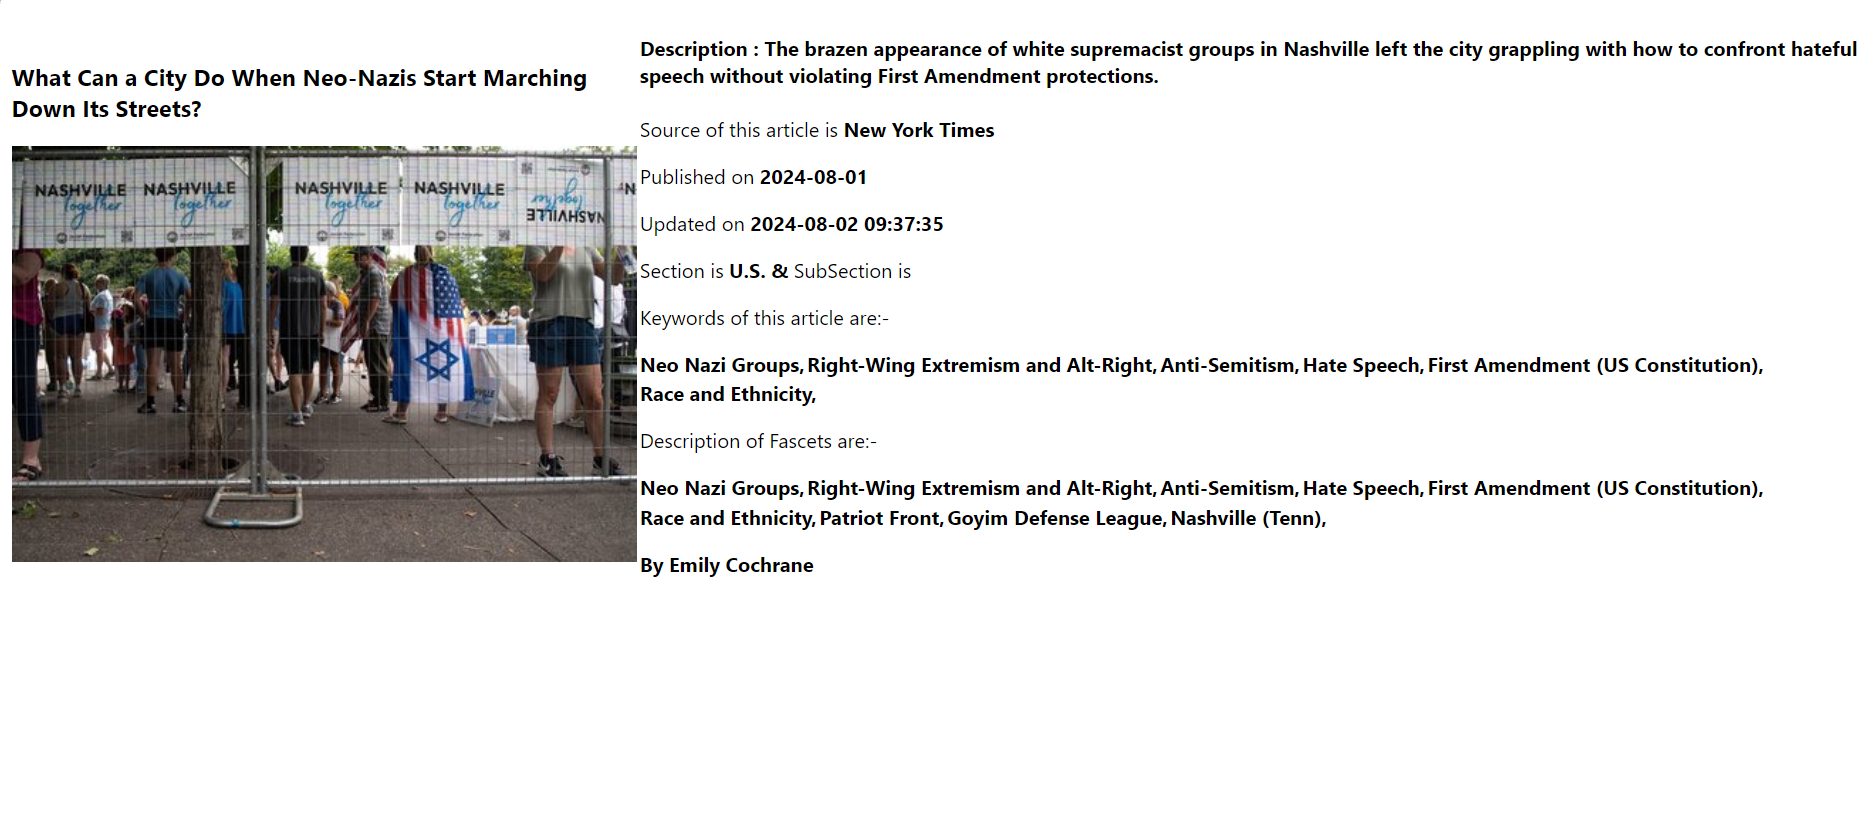 What Can a City Do When Neo-Nazis Start Marching
Down Its Streets?
NASHVILLE NASHVILLE NASHVILLE NASHVILLE NASHVILLE
together together together together together
Description : The brazen appearance of white supremacist groups in Nashville left the city grappling with how to confront hateful
speech without violating First Amendment protections.
Source of this article is New York Times
Published on 2024-08-01
Updated on 2024-08-02 09:37:35
Section is U.S. & SubSection is
Keywords of this article are:-
Neo Nazi Groups, Right-Wing Extremism and Alt-Right, Anti-Semitism, Hate Speech, First Amendment (US Constitution),
Race and Ethnicity,
Description of Fascets are:-
Neo Nazi Groups, Right-Wing Extremism and Alt-Right, Anti-Semitism, Hate Speech, First Amendment (US Constitution),
Race and Ethnicity, Patriot Front, Goyim Defense League, Nashville (Tenn),
By Emily Cochrane